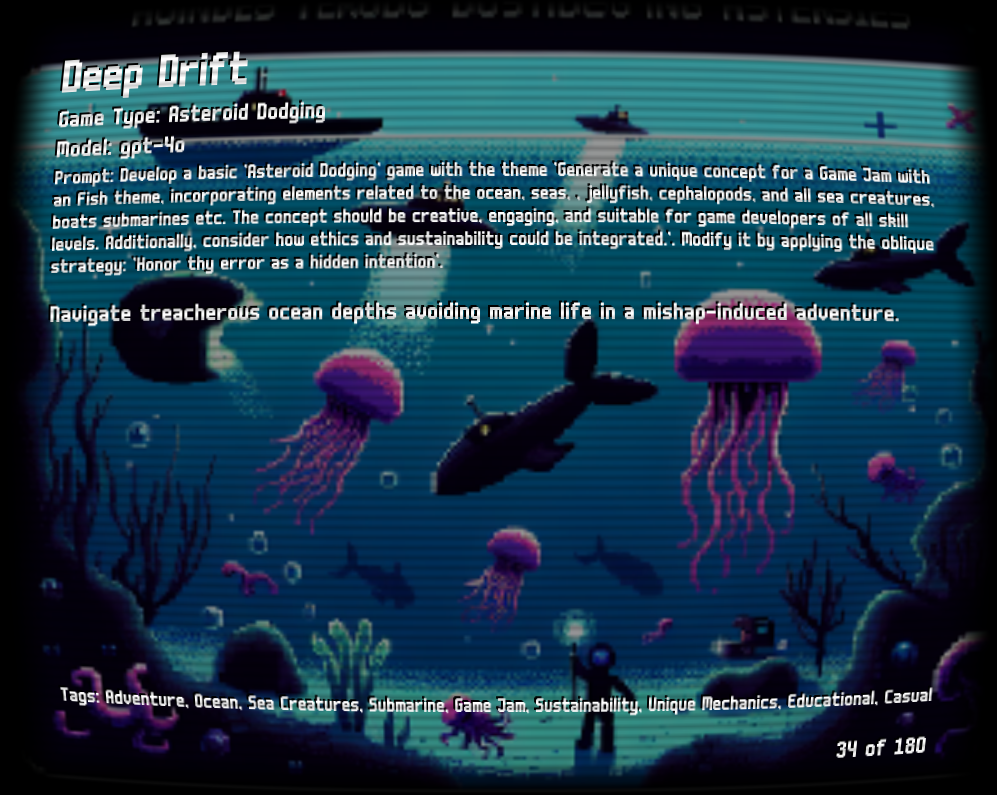 Deep Drift
Game Type: Asteroid Dodging
Model: gpt-4o
Prompt: Develop a basic 'Asteroid Dodging' game with the theme 'Generate a unique concept for a Game Jam with
an Fish theme, incorporating elements related to the ocean, seas, , jellyfish, cephalopods, and all sea creatures,
boats submarines etc. The concept should be creative, engaging, and suitable for game developers of all skill
levels. Additionally, consider how ethics and sustainability could be integrated.'. Modify it by applying the oblique
strategy: 'Honor thy error as a hidden intention'.
Navigate treacherous ocean depths avoiding marine life in a mishap-induced adventure.
Tags: Adventure, Ocean, Sea Creatures, Submarine, Game Jam, Sustainability, Unique Mechanics, Educational, Casual
34 of 180